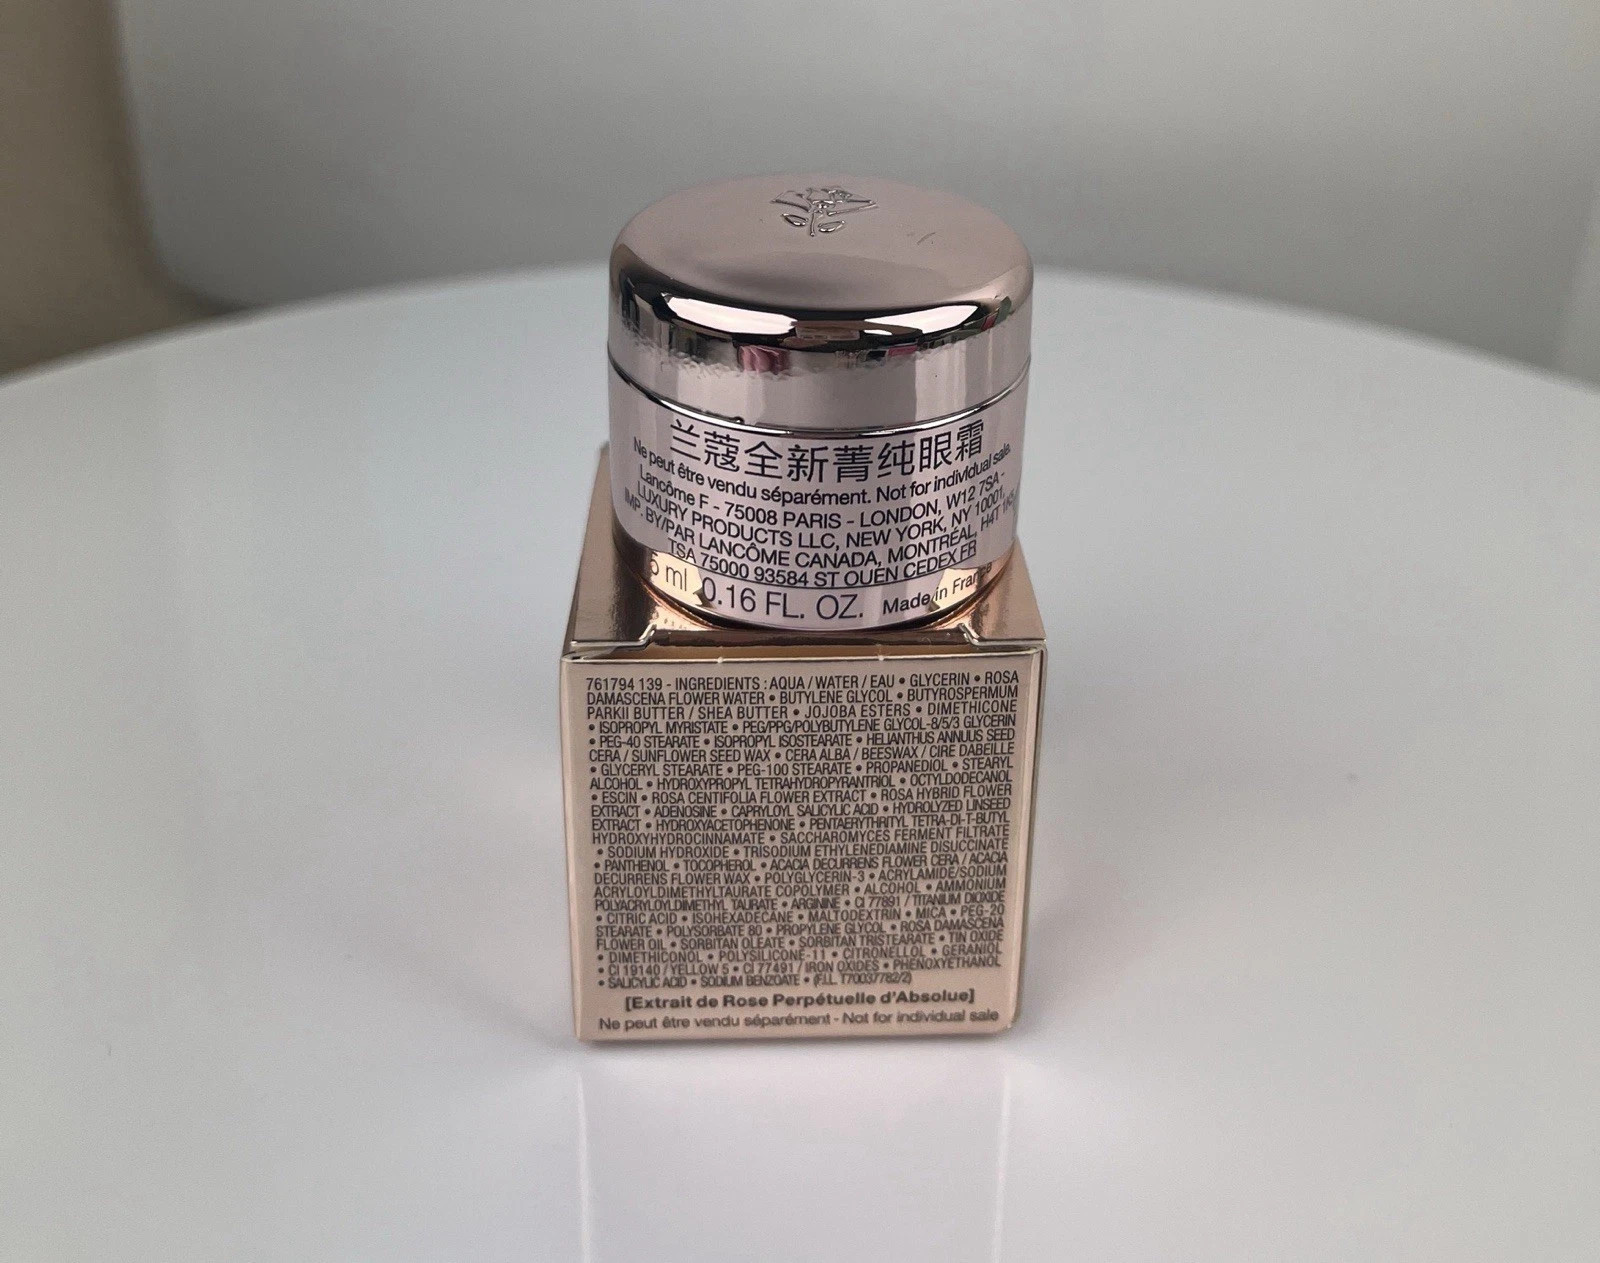 兰蔻全新菁纯眼霜
Ne peut être vendu séparément. Not for individual sale.
Lancôme F - 75008 PARIS - LONDON, W12 7SA -
LUXURY PRODUCTS LLC, NEW YORK, NY 10001,
IMP. BY/PAR LANCÔME CANADA, MONTRÉAL, H4T 1K5
TSA 75000 93584 ST OUEN CEDEX FR
5 ml 0.16 FL. OZ. Made in France
761794 139 - INGREDIENTS : AQUA / WATER / EAU • GLYCERIN • ROSA
DAMASCENA FLOWER WATER • BUTYLENE GLYCOL • BUTYROSPERMUM
PARKII BUTTER / SHEA BUTTER • JOJOBA ESTERS • DIMETHICONE
• ISOPROPYL MYRISTATE • PEG/PPG/POLYBUTYLENE GLYCOL-8/5/3 GLYCERIN
• PEG-40 STEARATE • ISOPROPYL ISOSTEARATE • HELIANTHUS ANNUUS SEED
CERA / SUNFLOWER SEED WAX • CERA ALBA / BEESWAX / CIRE DABEILLE
• GLYCERYL STEARATE • PEG-100 STEARATE • PROPANEDIOL • STEARYL
ALCOHOL • HYDROXYPROPYL TETRAHYDROPYRANTRIOL • OCTYLDODECANOL
• ESCIN • ROSA CENTIFOLIA FLOWER EXTRACT • ROSA HYBRID FLOWER
EXTRACT • ADENOSINE • CAPRYLOYL SALICYLIC ACID • HYDROLYZED LINSEED
EXTRACT • HYDROXYACETOPHENONE • PENTAERYTHRITYL TETRA-DI-T-BUTYL
HYDROXYHYDROCINNAMATE • SACCHAROMYCES FERMENT FILTRATE
• SODIUM HYDROXIDE • TRISODIUM ETHYLENEDIAMINE DISUCCINATE
• PANTHENOL • TOCOPHEROL • ACACIA DECURRENS FLOWER CERA / ACACIA
DECURRENS FLOWER WAX • POLYGLYCERIN-3 • ACRYLAMIDE/SODIUM
ACRYLOYLDIMETHYLTAURATE COPOLYMER • ALCOHOL • AMMONIUM
POLYACRYLOYLDIMETHYL TAURATE • ARGININE • CI 77891 / TITANIUM DIOXIDE
• CITRIC ACID • ISOHEXADECANE • MALTODEXTRIN • MICA • PEG-20
STEARATE • POLYSORBATE 80 • PROPYLENE GLYCOL • ROSA DAMASCENA
FLOWER OIL • SORBITAN OLEATE • SORBITAN TRISTEARATE • TIN OXIDE
• DIMETHICONOL • POLYSILICONE-11 • CITRONELLOL • GERANIOL
• CI 19140 / YELLOW 5 • CI 77491 / IRON OXIDES • PHENOXYETHANOL
• SALICYLIC ACID • SODIUM BENZOATE • (F.I.L. T70037782/2)
[Extrait de Rose Perpétuelle d'Absolue]
Ne peut être vendu séparément - Not for individual sale